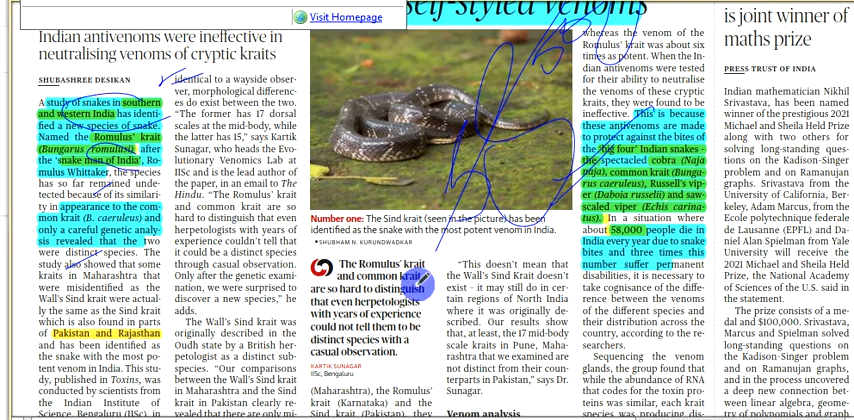 Visit Homepage
self-styled venoms
Indian antivenoms were ineffective in
neutralising venoms of cryptic kraits
SHUBASHREE DESIKAN
A study of snakes in southern
and western India has identi-
fied a new species of snake.
Named the Romulus' krait
(Bungarus romulusi), after
the 'snake man of India', Ro-
mulus Whittaker, the species
has so far remained unde-
tected because of its similari-
ty in appearance to the com-
mon krait (B. caeruleus) and
only a careful genetic analy-
sis revealed that the two
were distinct species. The
study also showed that some
kraits in Maharashtra that
were misidentified as the
Wall's Sind krait were actual-
ly the same as the Sind krait
which is also found in parts
of Pakistan and Rajasthan
and has been identified as
the snake with the most po-
tent venom in India. This
study, published in Toxins, was
conducted by scientists from
the Indian Institute of
Science, Bengaluru (IISc), in
identical to a wayside obser-
ver, morphological differenc-
es do exist between the two.
"The former has 17 dorsal
scales at the mid-body, while
the latter has 15," says Kartik
Sunagar, who heads the Evo-
lutionary Venomics Lab at
IISc and is the lead author of
the paper, in an email to The
Hindu. "The Romulus' krait
and common krait are so
hard to distinguish that even
herpetologists with years of
experience couldn't tell that
it could be a distinct species
through casual observation.
Only after the genetic exami-
nation, we were surprised to
discover a new species," he
adds.
The Wall's Sind krait was
originally described in the
Oudh state by a British her-
petologist as a distinct sub-
species. "Our comparisons
between the Wall's Sind krait
in Maharashtra and the Sind
krait in Pakistan clearly re-
vealed that there are only mi-
Number one: The Sind krait (seen in the picture) has been
identified as the snake with the most potent venom in India.
• SHUBHAM N. KURUNDWADKAR
The Romulus' krait
and common krait
are so hard to distinguish
that even herpetologists
with years of experience
could not tell them to be
distinct species with a
casual observation.
KARTIK SUNAGAR
IISc, Bengaluru
(Maharashtra), the Romulus'
krait (Karnataka) and the
Sind krait (Pakistan), they
"This doesn't mean that
the Wall's Sind Krait doesn't
exist - it may still do in cer-
tain regions of North India
where it was originally de-
scribed. Our results show
that, at least, the 17 mid-body
scale kraits in Pune, Maha-
rashtra that we examined are
not distinct from their coun-
terparts in Pakistan," says Dr.
Sunagar.
Venom analysis
whereas the venom of the
Romulus' krait was about six
times as potent. When the In-
dian antivenoms were tested
for their ability to neutralise
the venoms of these cryptic
kraits, they were found to be
ineffective. This is because
these antivenoms are made
to protect against the bites of
the 'big four' Indian snakes –
the spectacled cobra (Naja
naja), common krait (Bunga-
rus caeruleus), Russell's vip-
er (Daboia russelii) and saw-
scaled viper (Echis carina-
tus). In a situation where
about 58,000 people die in
India every year due to snake
bites and three times this
number suffer permanent
disabilities, it is necessary to
take cognisance of the diffe-
rence between the venoms
of the different species and
their distribution across the
country, according to the re-
searchers.
Sequencing the venom
glands, the group found that
while the abundance of RNA
that codes for the toxin pro-
teins was similar, each krait
species was producing dis-
is joint winner of
maths prize
PRESS TRUST OF INDIA
Indian mathematician Nikhil
Srivastava, has been named
winner of the prestigious 2021
Michael and Sheila Held Prize
along with two others for
solving long-standing ques-
tions on the Kadison-Singer
problem and on Ramanujan
graphs. Srivastava from the
University of California, Ber-
keley, Adam Marcus, from the
Ecole polytechnique federale
de Lausanne (EPFL) and Da-
niel Alan Spielman from Yale
University will receive the
2021 Michael and Sheila Held
Prize, the National Academy
of Sciences of the U.S. said in
the statement.
The prize consists of a me-
dal and $100,000. Srivastava,
Marcus and Spielman solved
long-standing questions on
the Kadison-Singer problem
and on Ramanujan graphs,
and in the process uncovered
a deep new connection bet-
ween linear algebra, geome-
try of polynomials and graph